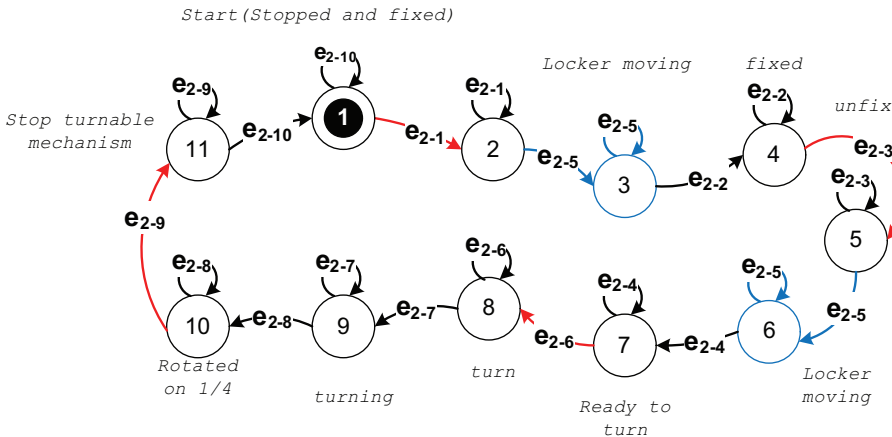 Start(Stopped and fixed)
e2-10
Locker moving
fixed
e2-9
e2-1
e2-2
unfix
e2-5
Stop turnable
mechanism
1
e2-10
e2-1
11
2
e2-5
3
e2-2
4
e2-3
e2-3
5
e2-9
e2-8
e2-7
e2-6
e2-4
e2-5
10
e2-8
9
e2-7
8
e2-6
7
e2-4
6
e2-5
Rotated
on 1/4
turning
turn
Ready to
turn
Locker
moving